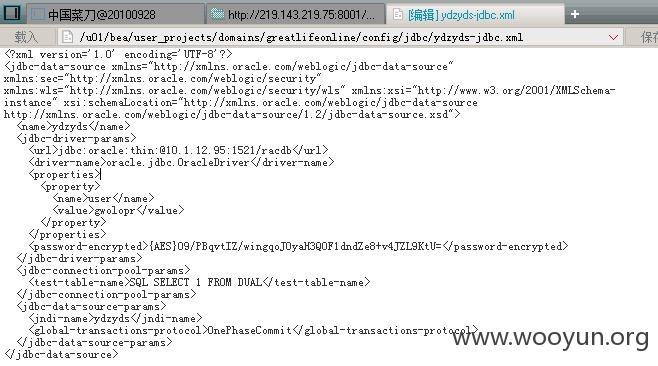 中国菜刀@20100928
http://219.143.219.75:8001/...
[编辑] ydzyds-jdbc.xml
/u01/bea/user_projects/domains/greatlifeonline/config/jdbc/ydzyds-jdbc.xml
保存
<?xml version='1.0' encoding='UTF-8'?>
<jdbc-data-source xmlns="http://xmlns.oracle.com/weblogic/jdbc-data-source"
xmlns:sec="http://xmlns.oracle.com/weblogic/security"
xmlns:wls="http://xmlns.oracle.com/weblogic/security/wls" xmlns:xsi="http://www.w3.org/2001/XMLSchema-
instance" xsi:schemaLocation="http://xmlns.oracle.com/weblogic/jdbc-data-source
http://xmlns.oracle.com/weblogic/jdbc-data-source/1.2/jdbc-data-source.xsd">
<name>ydzyds</name>
<jdbc-driver-params>
<url>jdbc:oracle:thin:@10.1.12.95:1521/racdb</url>
<driver-name>oracle.jdbc.OracleDriver</driver-name>
<properties>
<property>
<name>user</name>
<value>gwolopr</value>
</property>
</properties>
<password-encrypted>{AES}O9/PBqvtIZ/wingqoJOyaH3QOF1dndZe8+v4JZL9KtU=</password-encrypted>
</jdbc-driver-params>
<jdbc-connection-pool-params>
<test-table-name>SQL SELECT 1 FROM DUAL</test-table-name>
</jdbc-connection-pool-params>
<jdbc-data-source-params>
<jndi-name>ydzyds</jndi-name>
<global-transactions-protocol>OnePhaseCommit</global-transactions-protocol>
</jdbc-data-source-params>
</jdbc-data-source>
www.wooyun.org